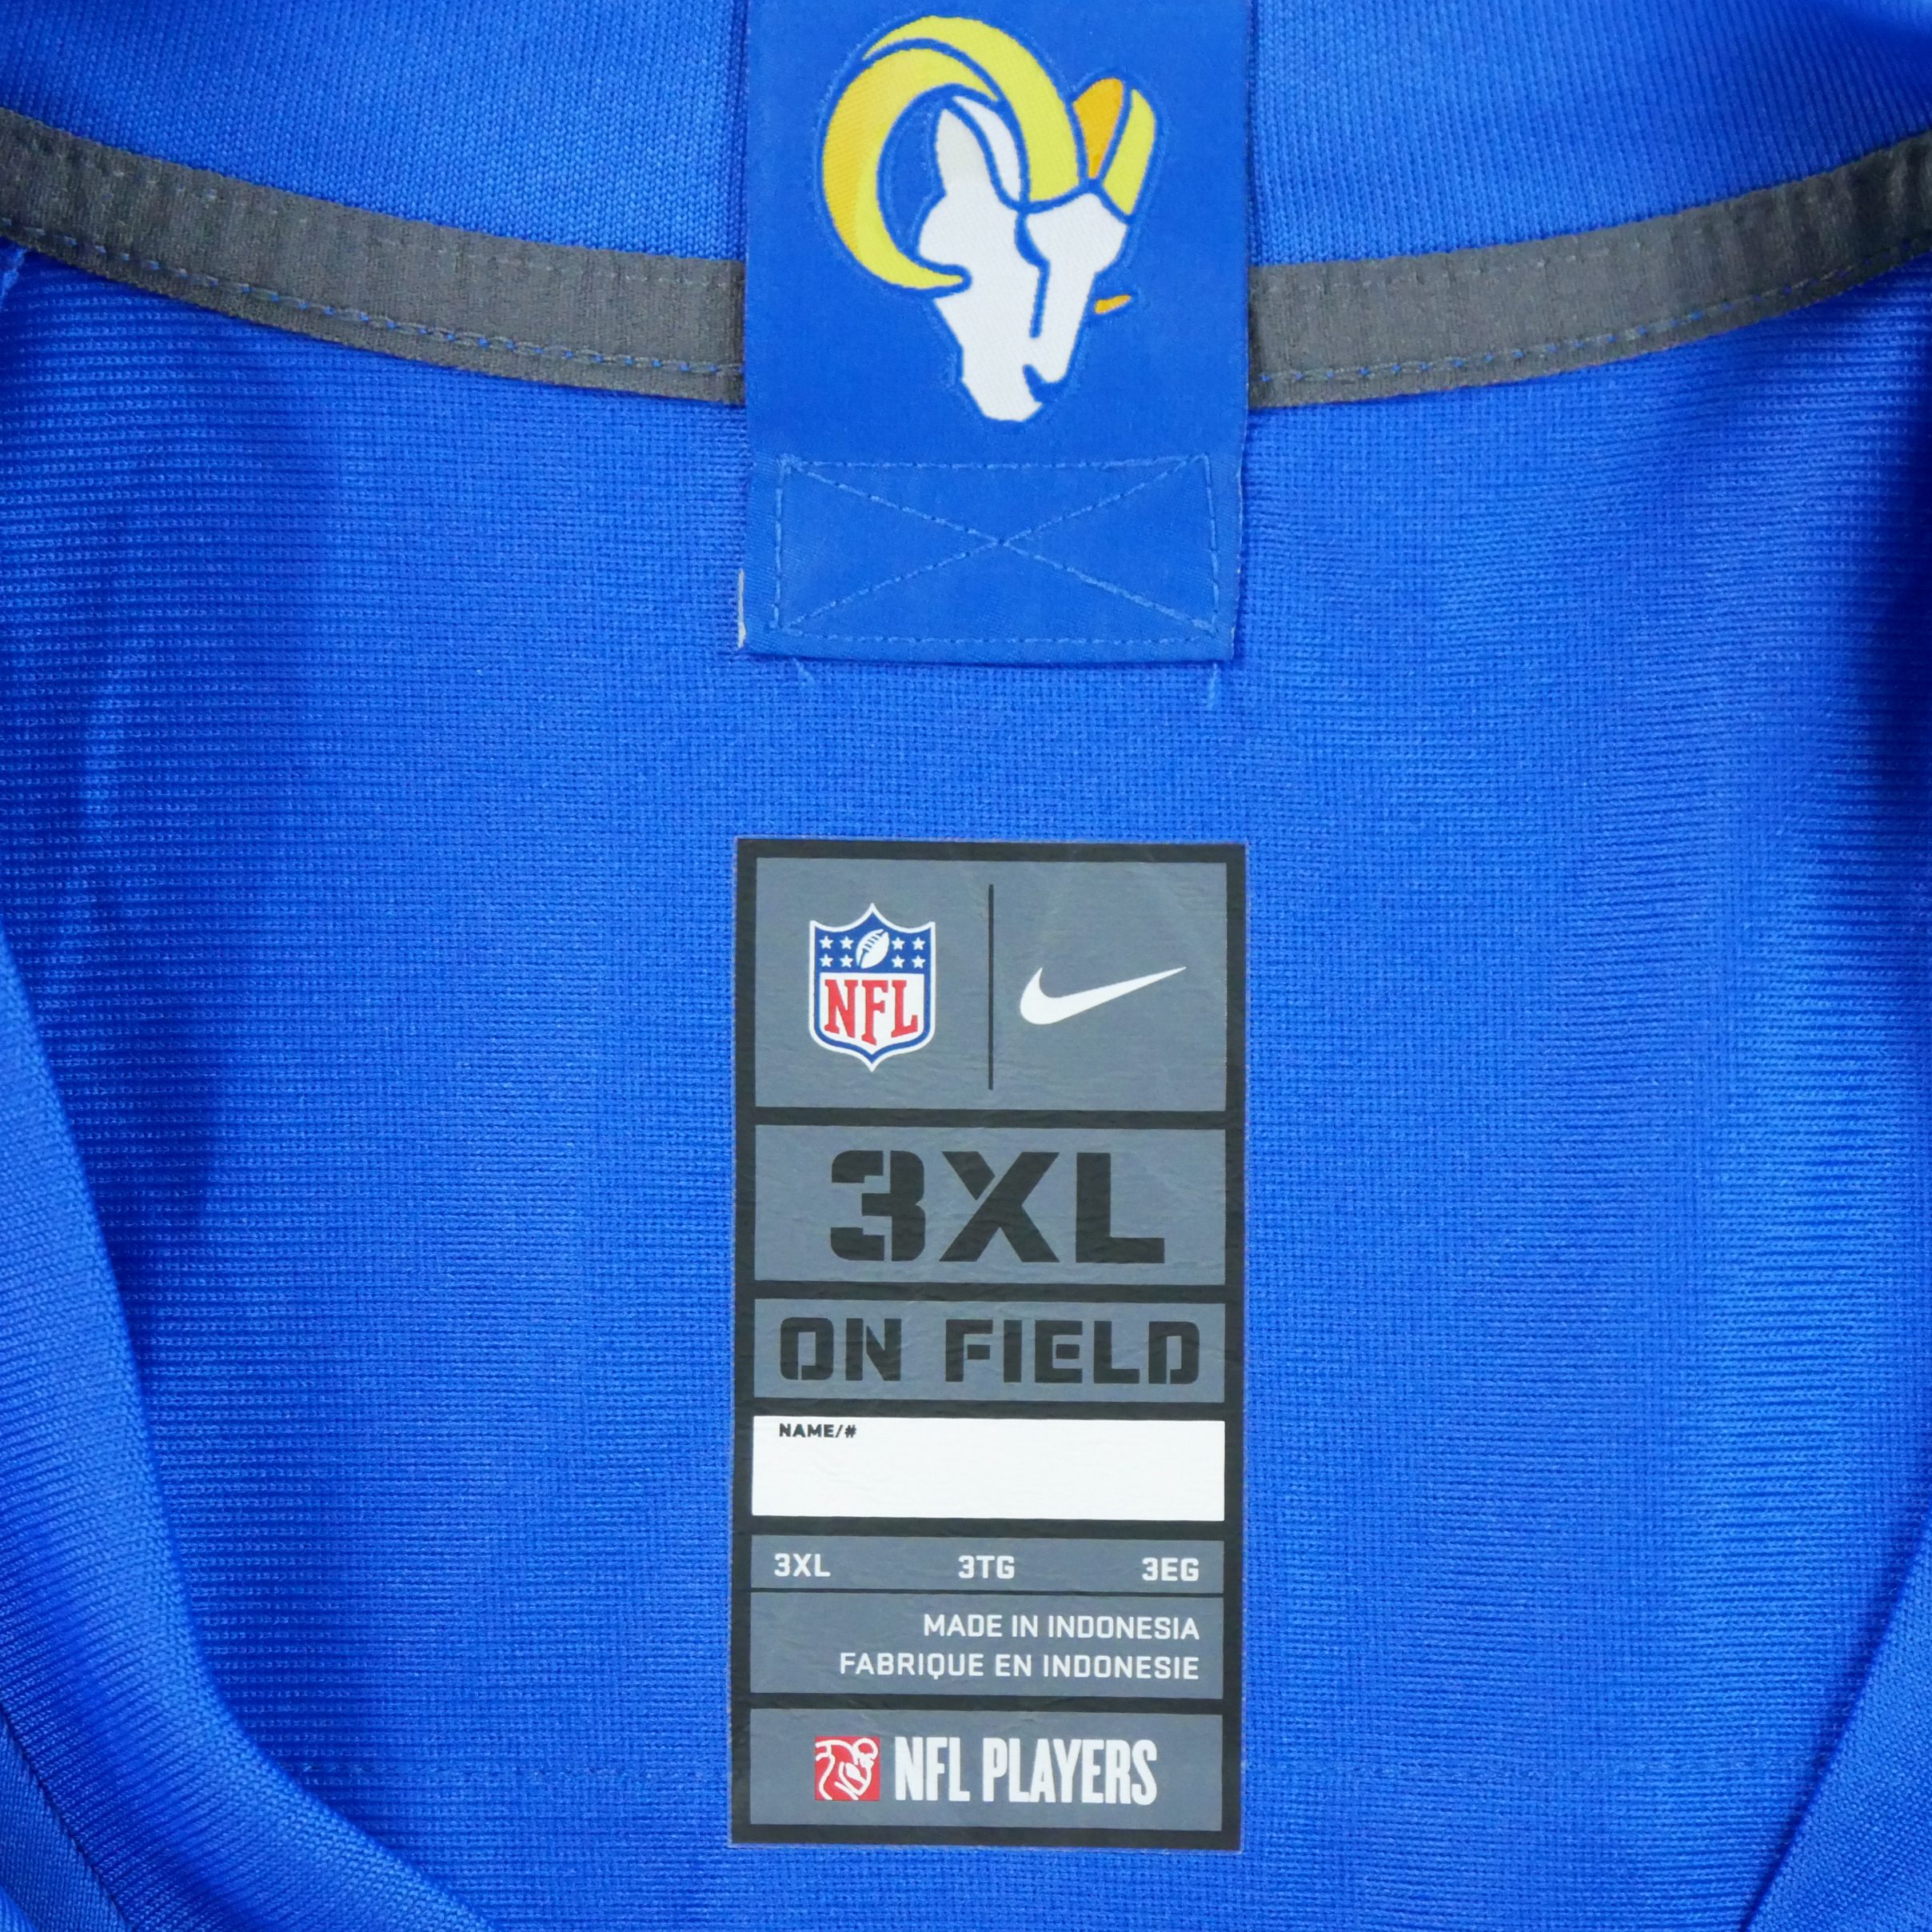 NFL
3XL
ON FIELD
NAME/#
3XL 3TG 3EG
MADE IN INDONESIA
FABRIQUE EN INDONESIE
NFL PLAYERS